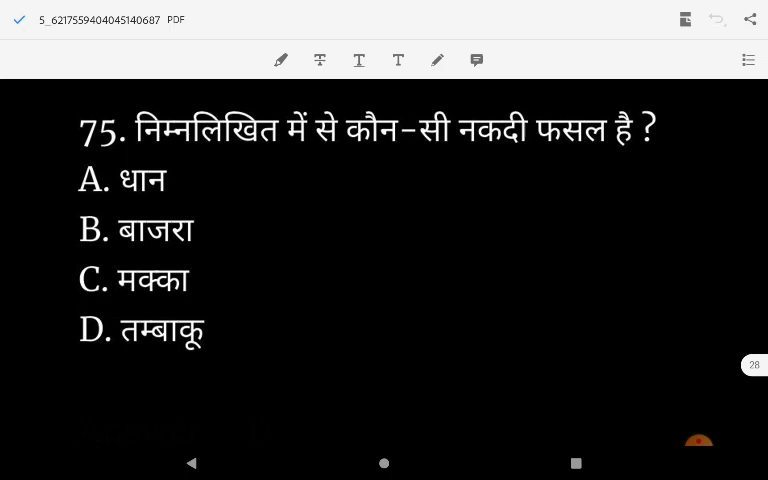 5_6217559404045140687 PDF
75. निम्नलिखित में से कौन-सी नकदी फसल है ?
A. धान
B. बाजरा
C. मक्का
D. तम्बाकू
28